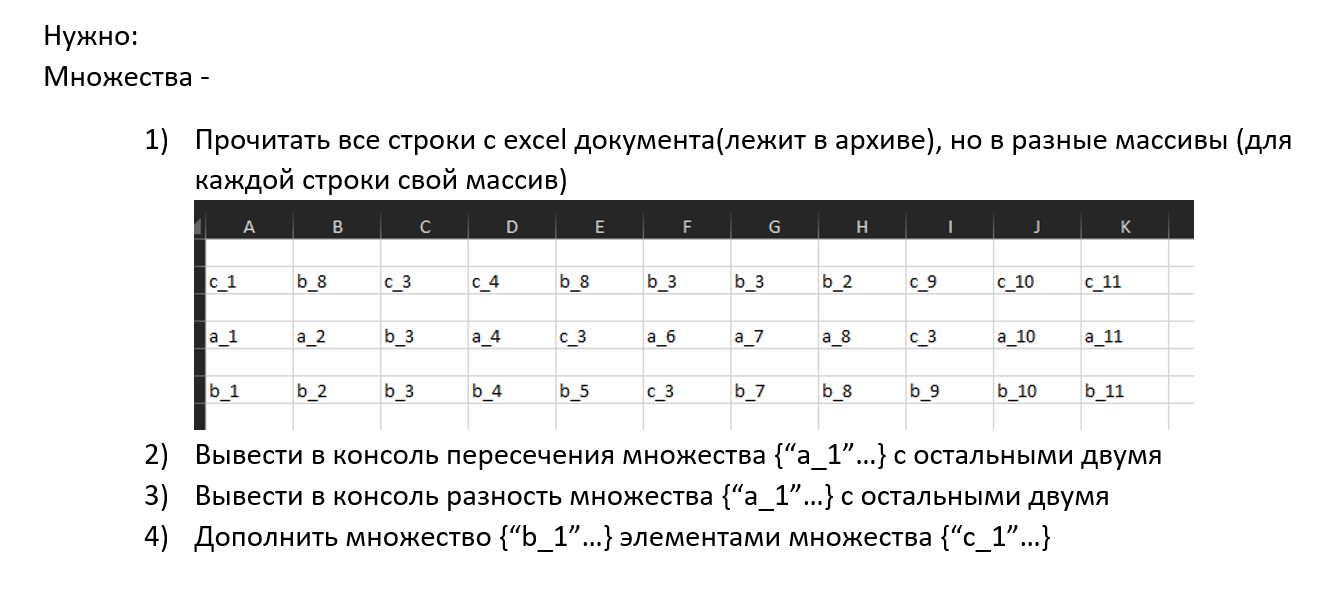 Нужно:
Множества -
1) Прочитать все строки с excel документа(лежит в архиве), но в разные массивы (для
каждой строки свой массив)
A B C D E F G H I J K
c_1 b_8 c_3 c_4 b_8 b_3 b_3 b_2 c_9 c_10 c_11
a_1 a_2 b_3 a_4 c_3 a_6 a_7 a_8 c_3 a_10 a_11
b_1 b_2 b_3 b_4 b_5 c_3 b_7 b_8 b_9 b_10 b_11
2) Вывести в консоль пересечения множества {“a_1”…} с остальными двумя
3) Вывести в консоль разность множества {“a_1”…} с остальными двумя
4) Дополнить множество {“b_1”…} элементами множества {“c_1”…}